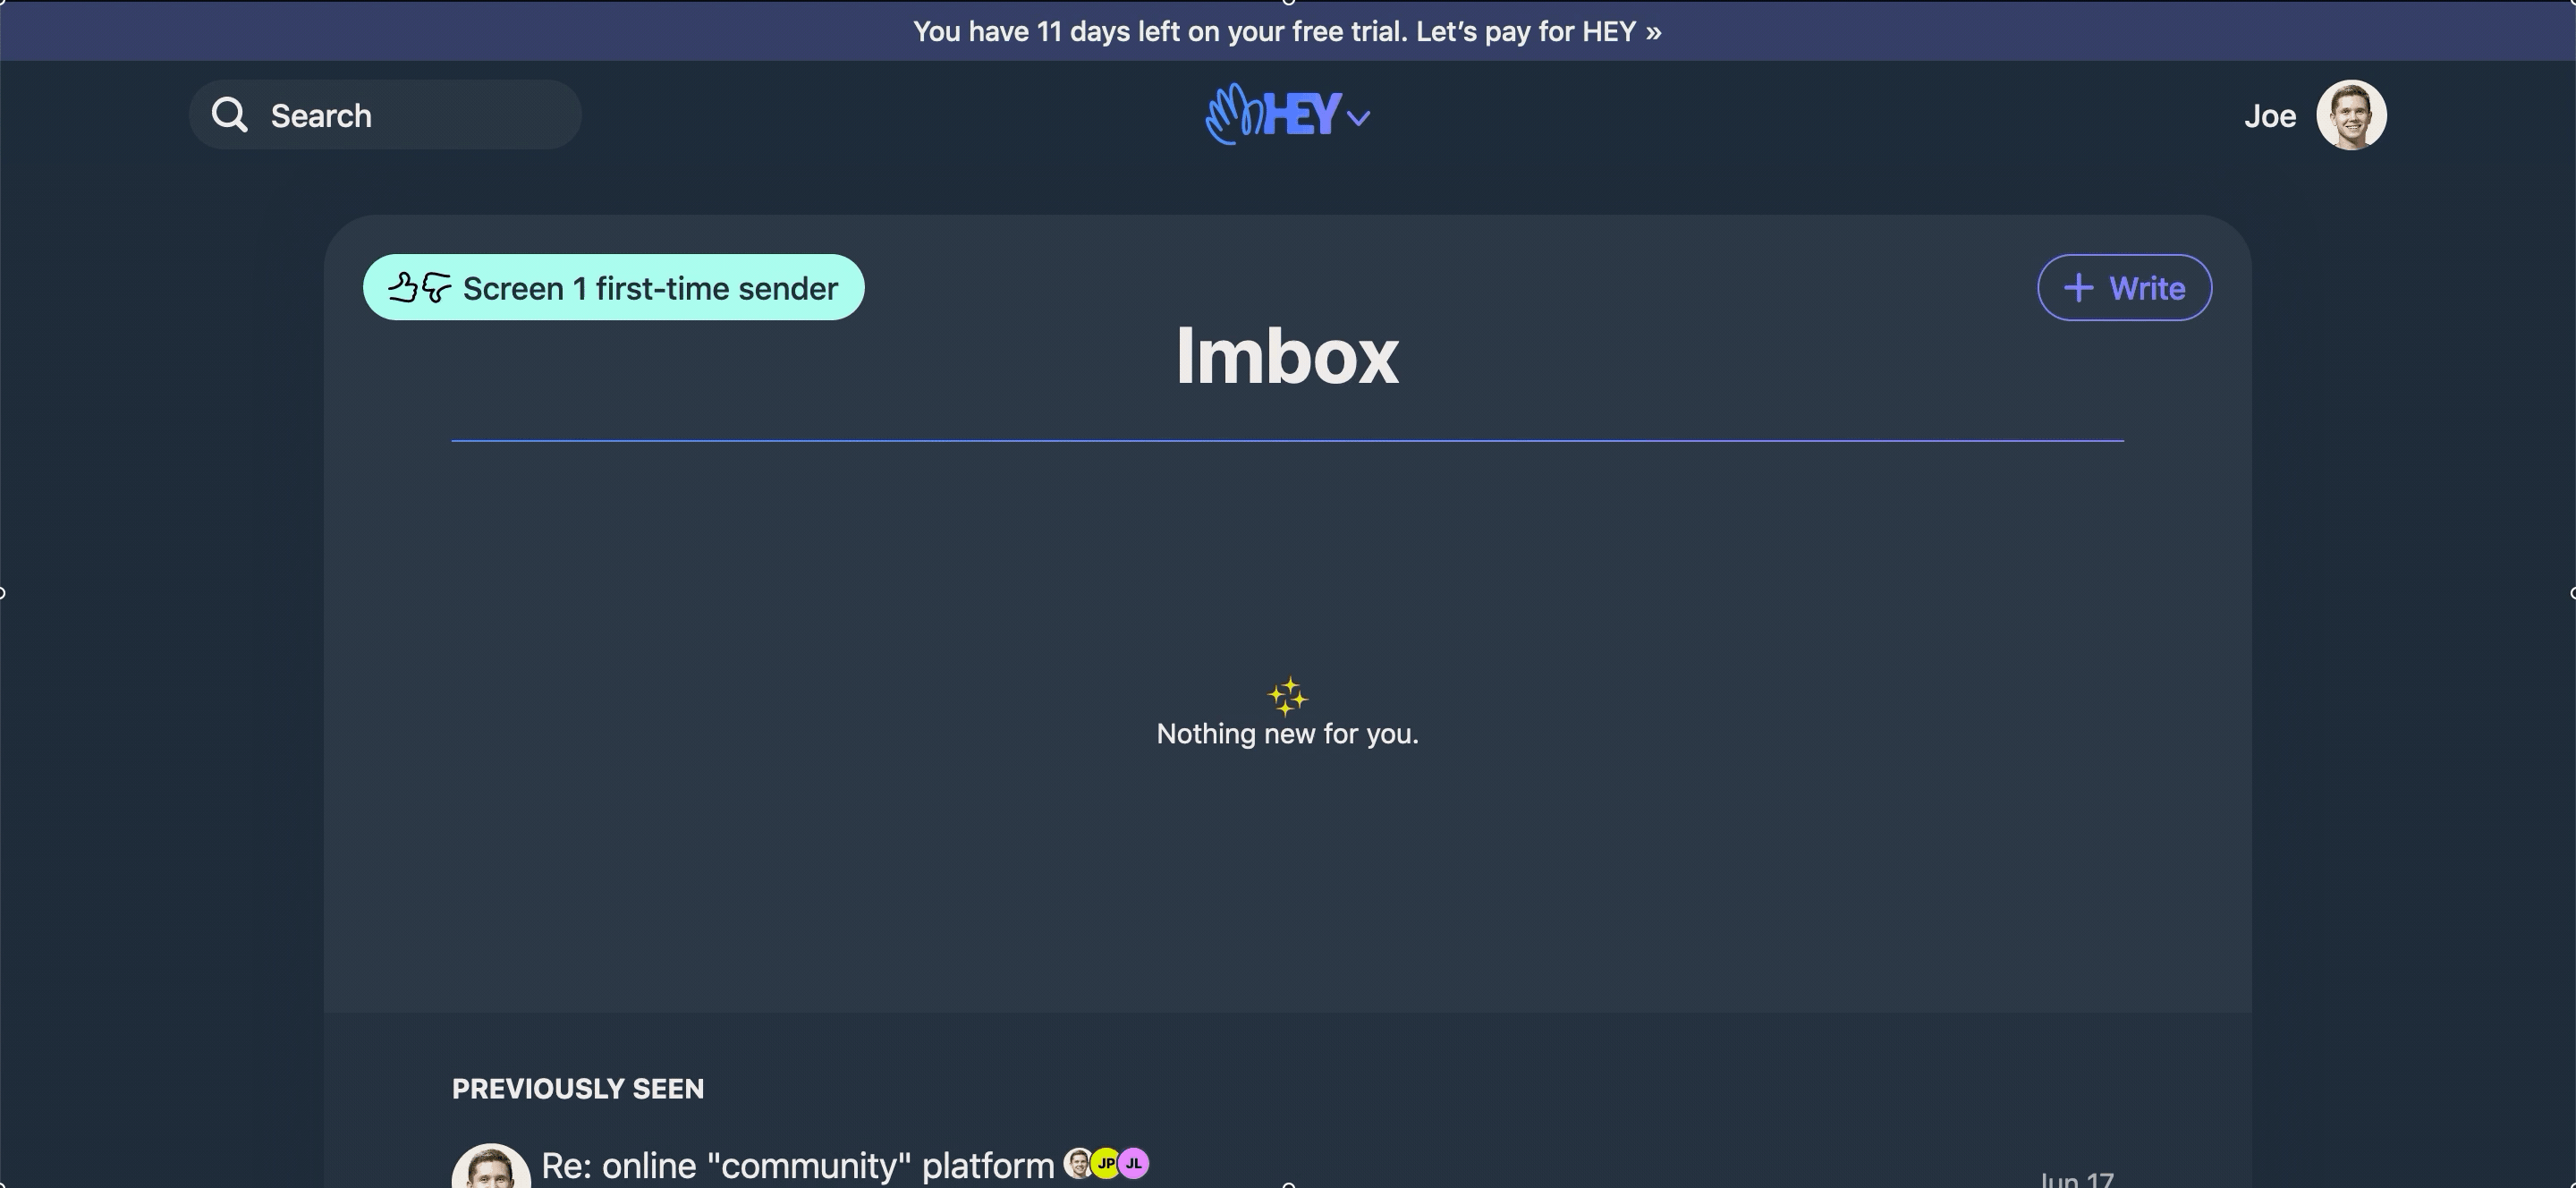 You have 11 days left on your free trial. Let’s pay for HEY »
Search
HEY
Joe
Screen 1 first-time sender
+ Write
Imbox
Nothing new for you.
PREVIOUSLY SEEN
Re: online "community" platform JP JL
Jun 17